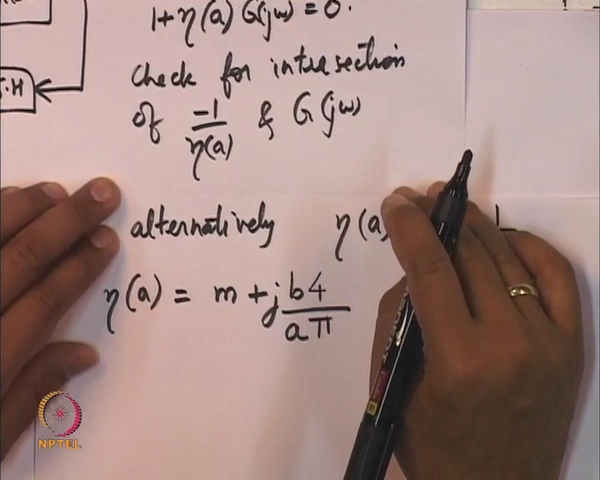 1+η(a) G(jω) = 0.
check for intersection
of -1/η(a) & G(jω)
J.H
alternatively η(a)
η(a) = m + j b4/aπ
NPTEL